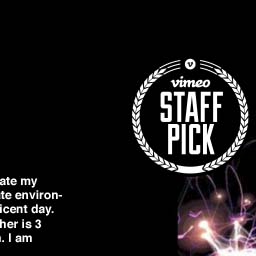 V
vimeo
STAFF
PICK
ate my
te environ-
icent day.
her is 3
. I am